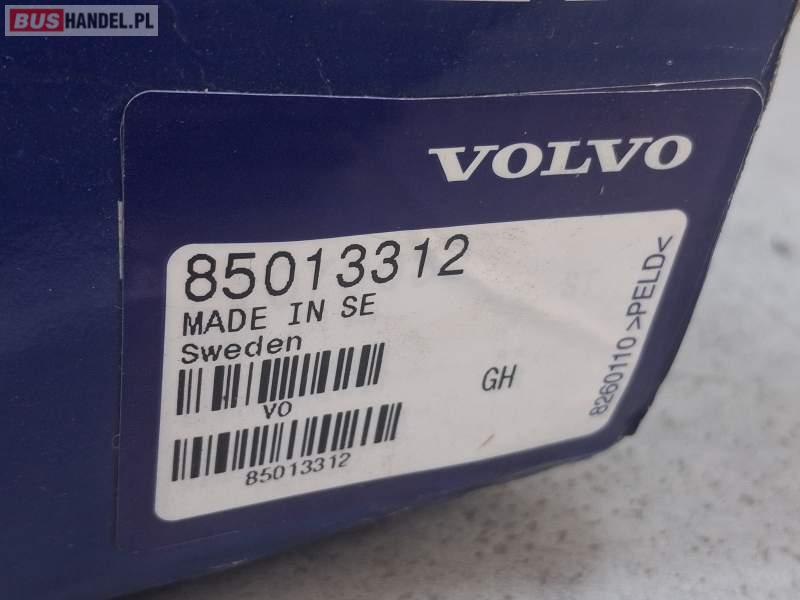 BUSHANDEL.PL
VOLVO
85013312
MADE IN SE
Sweden
VO
GH
85013312
8260110 >PELD<